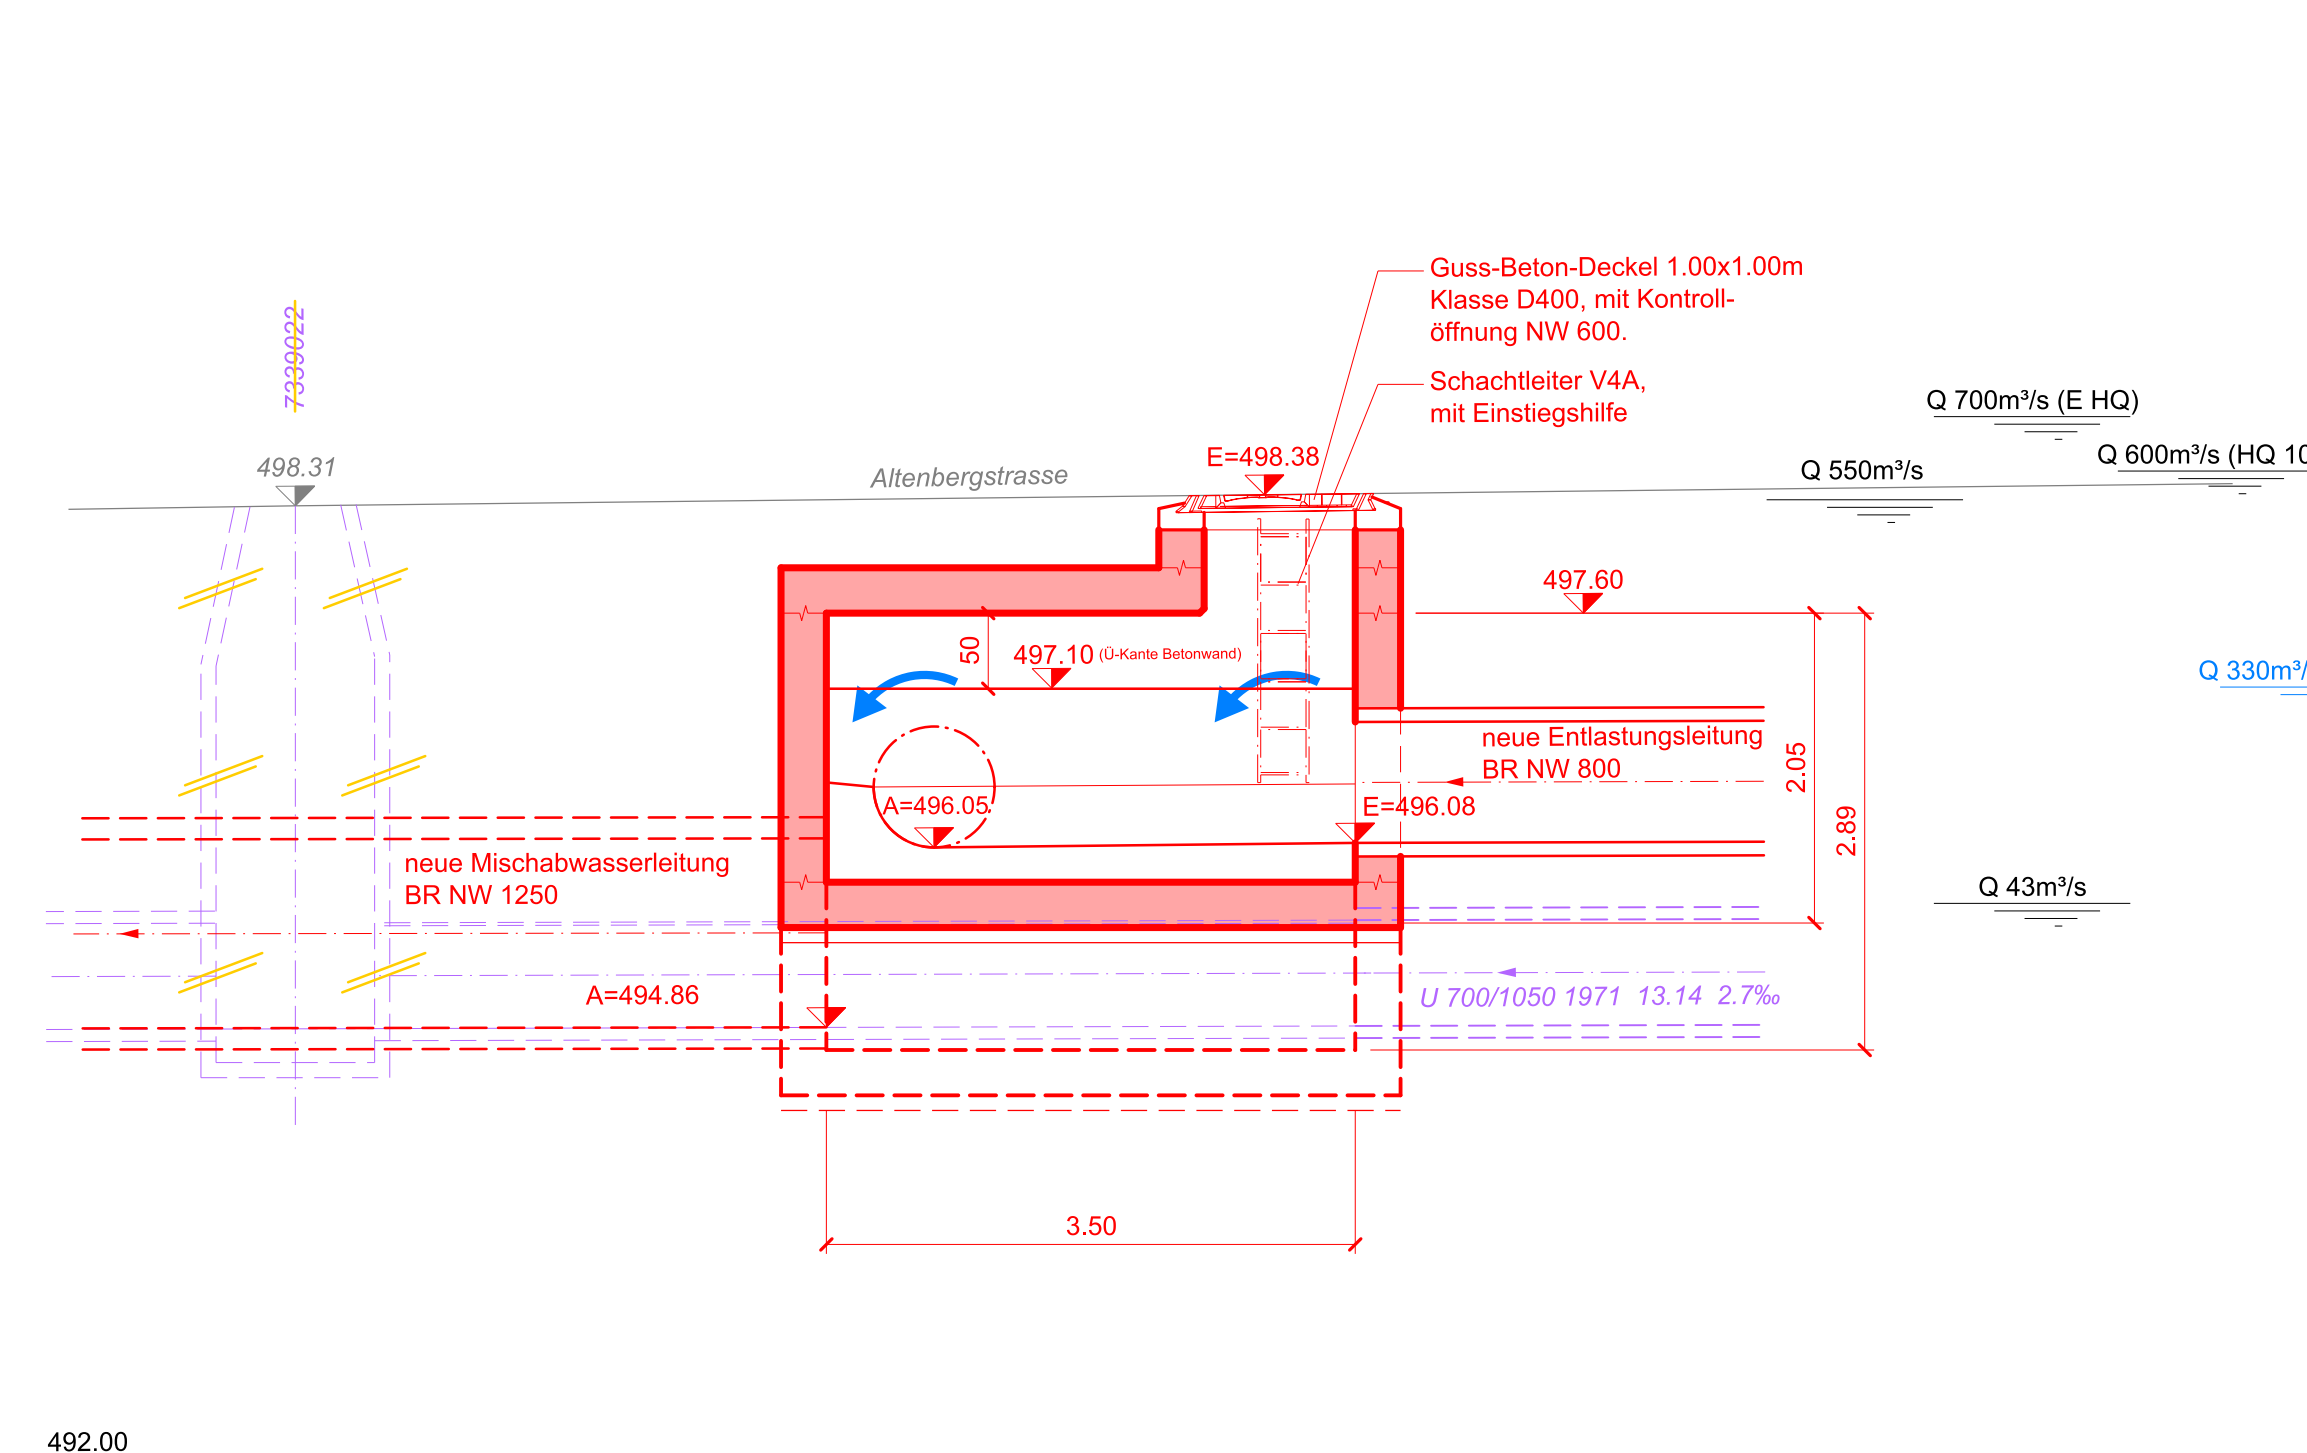 Guss-Beton-Deckel 1.00x1.00m
Klasse D400, mit Kontroll-
öffnung NW 600.
Schachtleiter V4A,
mit Einstiegshilfe
7339022
Q 700m³/s (E HQ)
E=498.38
498.31
Altenbergstrasse
Q 550m³/s
Q 600m³/s (HQ 10
497.60
50
497.10 (Ü-Kante Betonwand)
Q 330m³/
neue Entlastungsleitung
BR NW 800
2.05
A=496.05
E=496.08
2.89
neue Mischabwasserleitung
BR NW 1250
Q 43m³/s
A=494.86
U 700/1050 1971 13.14 2.7‰
3.50
492.00